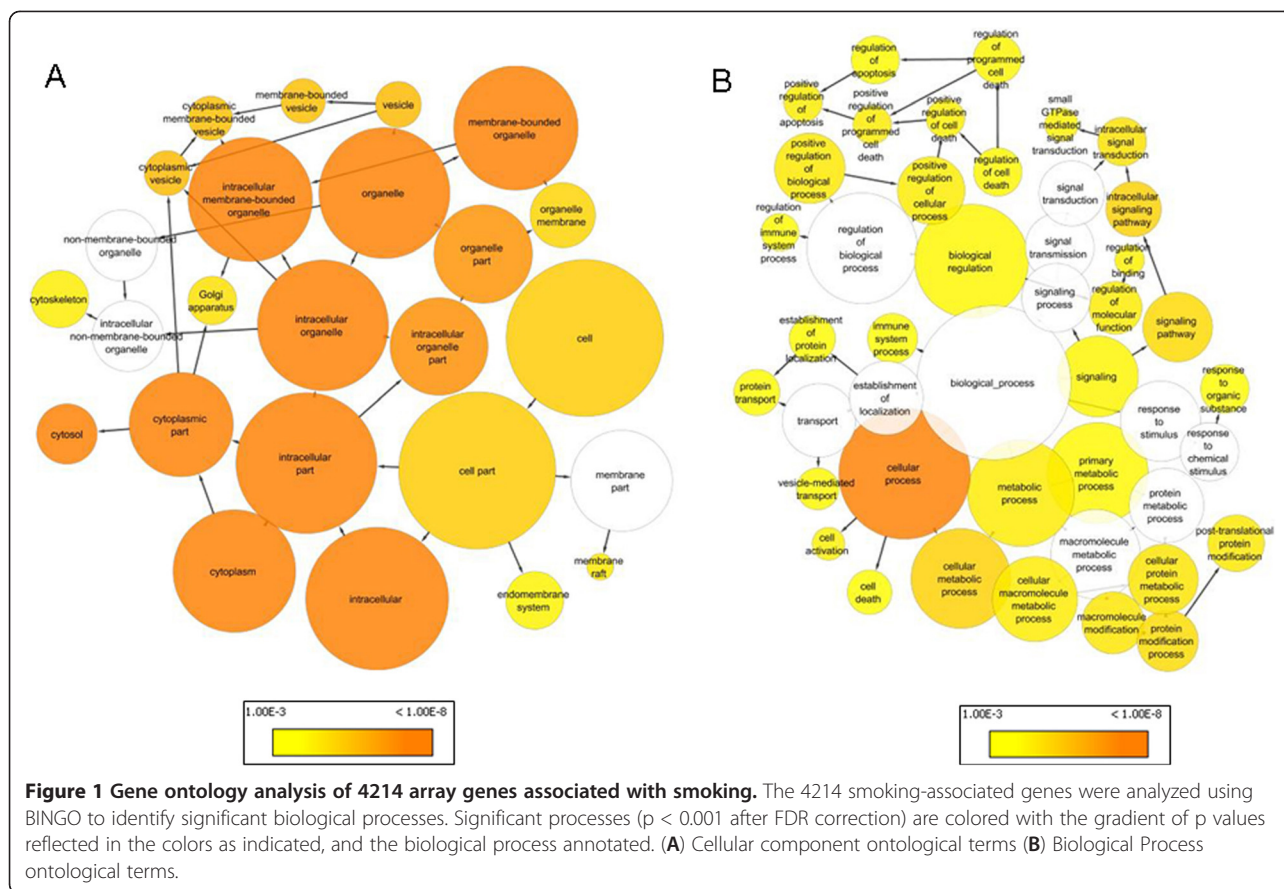 A
cytoplasmic
membrane-bounded
vesicle
membrane-bounded
vesicle
vesicle
membrane-bounded
organelle
cytoplasmic
vesicle
intracellular
membrane-bounded
organelle
organelle
organelle
membrane
non-membrane-bounded
organelle
organelle
part
cytoskeleton
Golgi
apparatus
intracellular
non-membrane-bounded
organelle
intracellular
organelle
intracellular
organelle part
cell
cytosol
cytoplasmic
part
intracellular
part
cell part
membrane
part
cytoplasm
intracellular
membrane
raft
endomembrane
system
1.00E-3
< 1.00E-8
B
regulation
of
apoptosis
regulation
of
programmed
cell
death
positive
regulation
of
apoptosis
positive
regulation
of
programmed
cell
death
positive
regulation
of cell
death
small
GTPase
mediated
signal
transduction
intracellular
signal
transduction
positive
regulation of
biological
process
positive
regulation of
cellular
process
regulation
of cell
death
signal
transduction
intracellular
signaling
pathway
regulation
of
immune
system
process
regulation of
biological
process
biological
regulation
signal
transmission
regulation
of
binding
signaling
process
regulation
of
molecular
function
signaling
pathway
establishment
of
protein
localization
immune
system
process
biological_process
signaling
response
to
organic
substance
protein
transport
establishment
of
localization
transport
response
to
stimulus
response
to
chemical
stimulus
cellular
process
metabolic
process
primary
metabolic
process
vesicle-mediated
transport
protein
metabolic
process
cell
activation
macromolecule
metabolic
process
post-translational
protein
modification
cell
death
cellular
metabolic
process
cellular
macromolecule
metabolic
process
cellular
protein
metabolic
process
macromolecule
modification
protein
modification
process
1.00E-3
< 1.00E-8
Figure 1 Gene ontology analysis of 4214 array genes associated with smoking. The 4214 smoking-associated genes were analyzed using
BINGO to identify significant biological processes. Significant processes (p < 0.001 after FDR correction) are colored with the gradient of p values
reflected in the colors as indicated, and the biological process annotated. (A) Cellular component ontological terms (B) Biological Process
ontological terms.